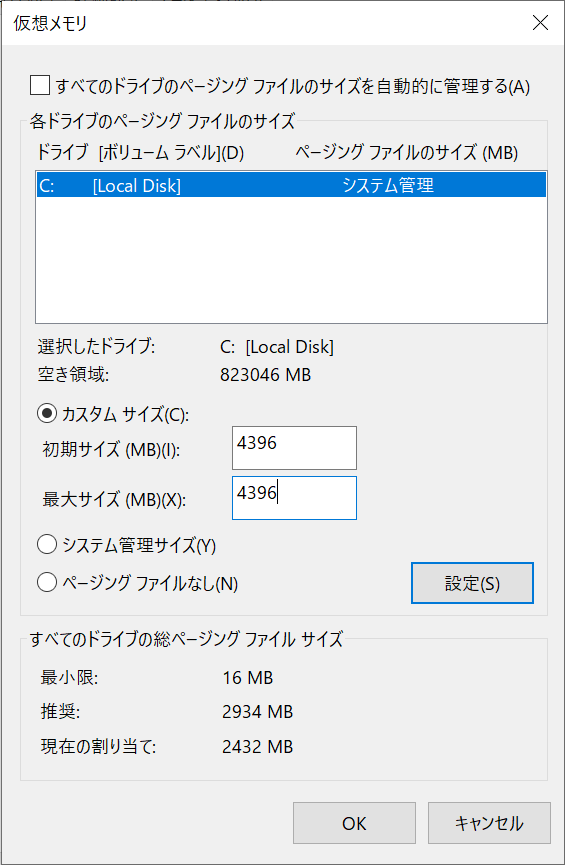 仮想メモリ
すべてのドライブのページング ファイルのサイズを自動的に管理する(A)
各ドライブのページング ファイルのサイズ
ドライブ [ボリューム ラベル](D) ページング ファイルのサイズ (MB)
C: [Local Disk] システム管理
選択したドライブ: C: [Local Disk]
空き領域: 823046 MB
カスタム サイズ(C):
初期サイズ (MB)(I): 4396
最大サイズ (MB)(X): 4396
システム管理サイズ(Y)
ページング ファイルなし(N)
設定(S)
すべてのドライブの総ページング ファイル サイズ
最小限: 16 MB
推奨: 2934 MB
現在の割り当て: 2432 MB
OK キャンセル